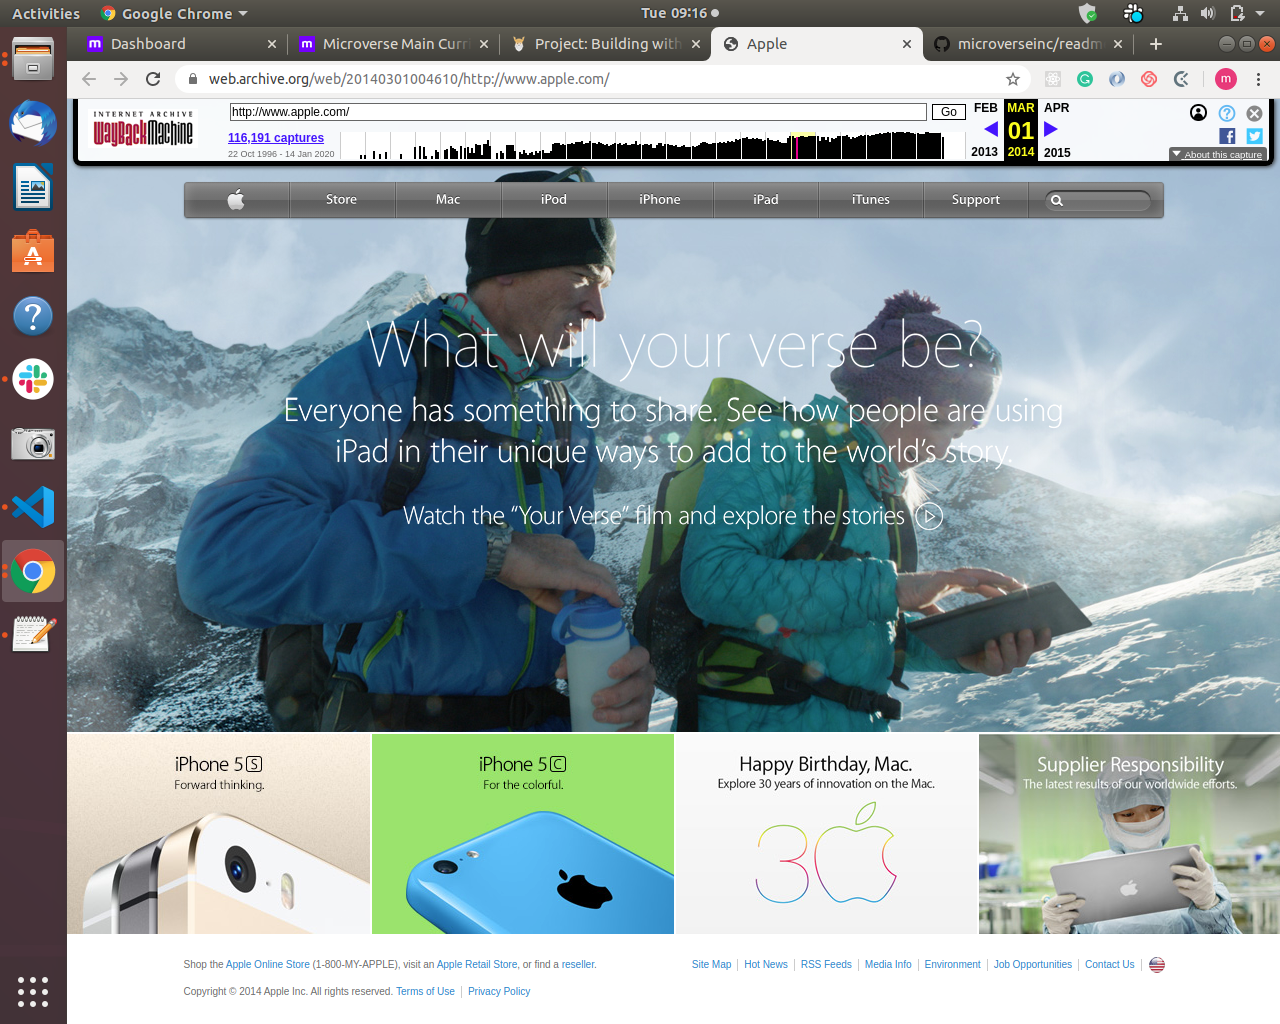 Activities
Google Chrome
Tue 09:16
Dashboard
Microverse Main Curr
Project: Building with
Apple
microverseinc/readm
web.archive.org/web/20140301004610/http://www.apple.com/
m
INTERNET ARCHIVE
WayBackMachine
http://www.apple.com/
Go
116,191 captures
22 Oct 1996 - 14 Jan 2020
FEB MAR APR
01
2013 2014 2015
About this capture
Store
Mac
iPod
iPhone
iPad
iTunes
Support
What will your verse be?
Everyone has something to share. See how people are using
iPad in their unique ways to add to the world's story.
Watch the “Your Verse” film and explore the stories
iPhone 5S
Forward thinking.
iPhone 5C
For the colorful.
Happy Birthday, Mac.
Explore 30 years of innovation on the Mac.
30
Supplier Responsibility
The latest results of our worldwide efforts.
Shop the Apple Online Store (1-800-MY-APPLE), visit an Apple Retail Store, or find a reseller.
Site Map
Hot News
RSS Feeds
Media Info
Environment
Job Opportunities
Contact Us
Copyright © 2014 Apple Inc. All rights reserved. Terms of Use
Privacy Policy